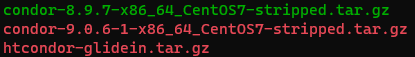 condor-8.9.7-x86_64_CentOS7-stripped.tar.gz
condor-9.0.6-1-x86_64_CentOS7-stripped.tar.gz
htcondor-glidein.tar.gz